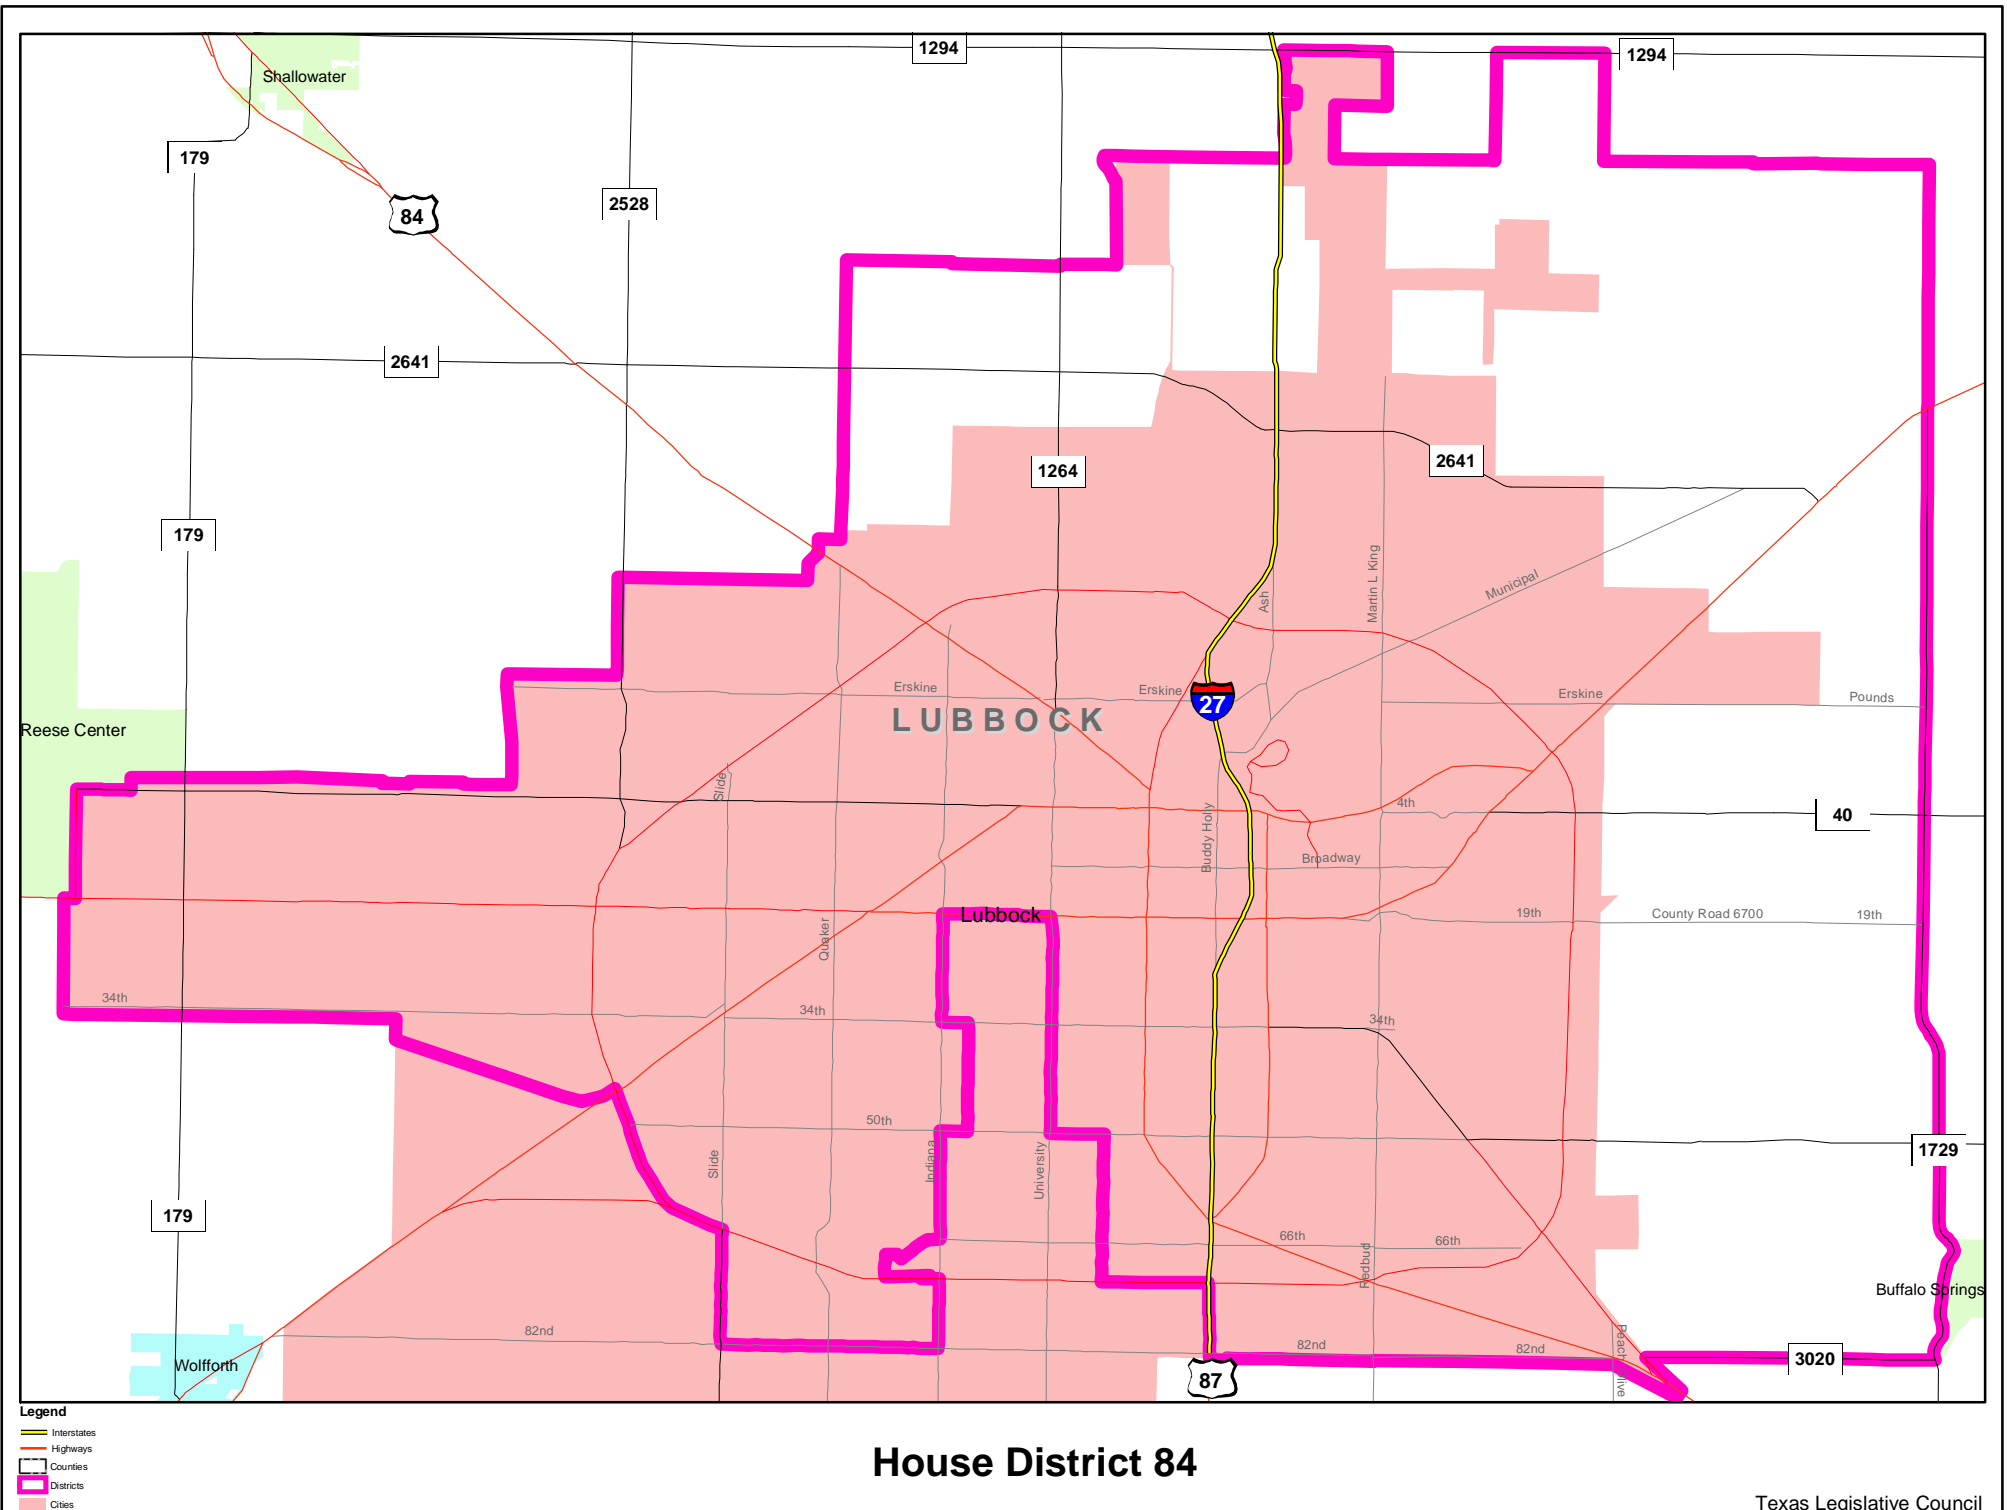 1294
1294
Shallowater
179
84
2528
2641
2641
1264
179
Martin L King
Municipal
Ash
Erskine
Erskine
Erskine
Pounds
27
LUBBOCK
Reese Center
Slide
4th
40
Buddy Holly
Broadway
Lubbock
19th
County Road 6700
19th
Quaker
34th
34th
34th
50th
Indiana
University
Slide
1729
179
66th
66th
Redbud
Buffalo Springs
82nd
82nd
82nd
3020
Wolfforth
87
Legend
Interstates
Highways
Counties
Districts
Cities
House District 84
Texas Legislative Council